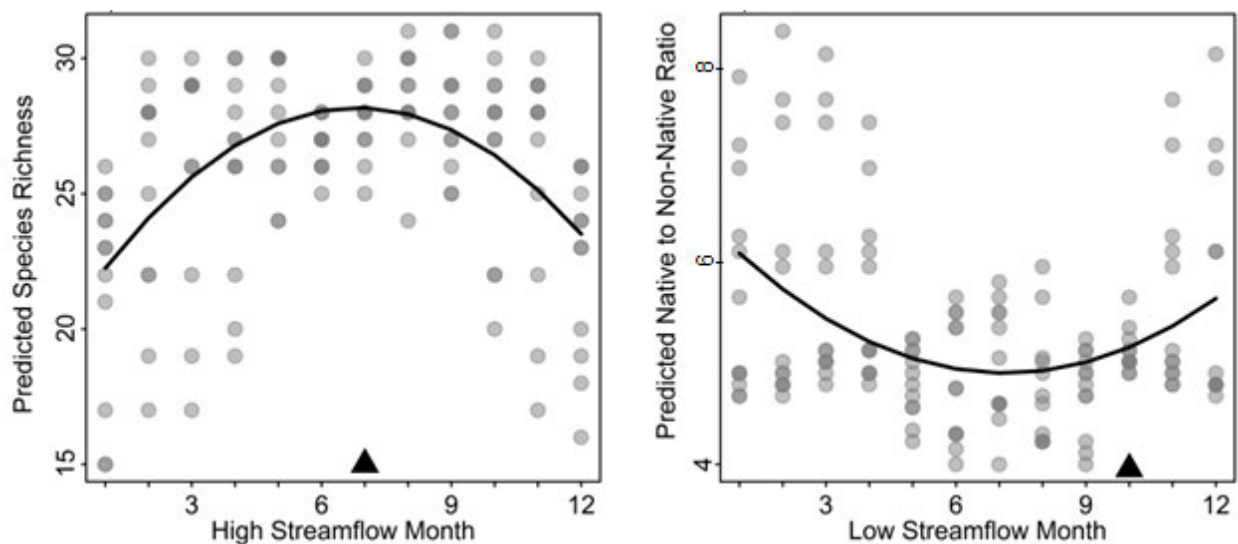 Predicted Species Richness
30
25
20
15
3 6 9 12
High Streamflow Month
Predicted Native to Non-Native Ratio
8
6
4
3 6 9 12
Low Streamflow Month